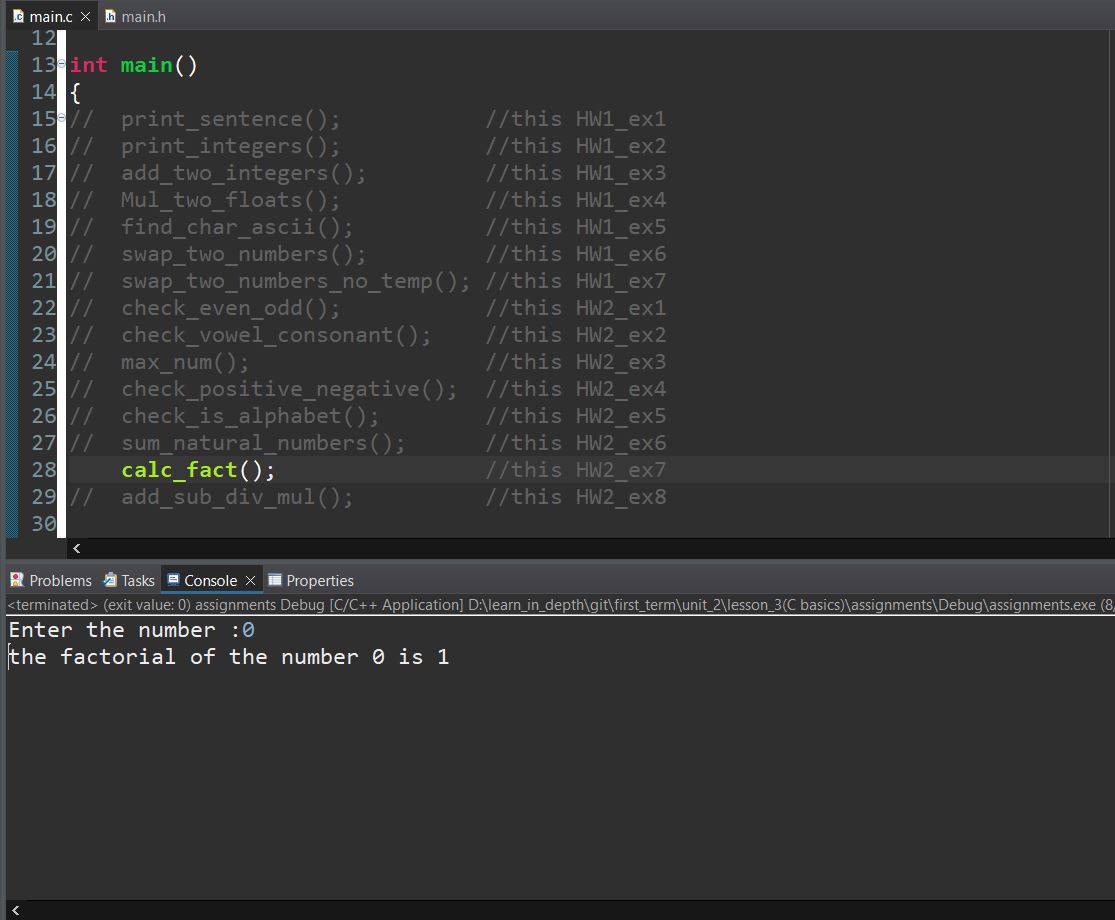 main.c main.h
12
13 int main()
14 {
15 // print_sentence(); //this HW1_ex1
16 // print_integers(); //this HW1_ex2
17 // add_two_integers(); //this HW1_ex3
18 // Mul_two_floats(); //this HW1_ex4
19 // find_char_ascii(); //this HW1_ex5
20 // swap_two_numbers(); //this HW1_ex6
21 // swap_two_numbers_no_temp(); //this HW1_ex7
22 // check_even_odd(); //this HW2_ex1
23 // check_vowel_consonant(); //this HW2_ex2
24 // max_num(); //this HW2_ex3
25 // check_positive_negative(); //this HW2_ex4
26 // check_is_alphabet(); //this HW2_ex5
27 // sum_natural_numbers(); //this HW2_ex6
28 calc_fact(); //this HW2_ex7
29 // add_sub_div_mul(); //this HW2_ex8
30
Problems Tasks Console Properties
<terminated> (exit value: 0) assignments Debug [C/C++ Application] D:\learn_in_depth\git\first_term\unit_2\lesson_3(C basics)\assignments\Debug\assignments.exe (8,
Enter the number :0
the factorial of the number 0 is 1